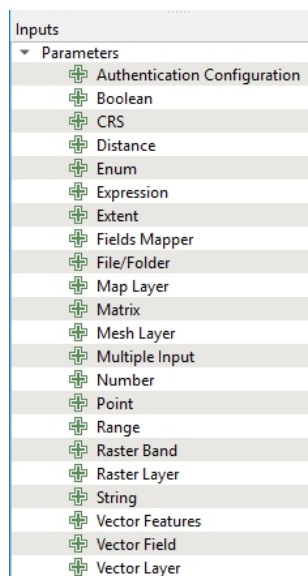 Inputs
Parameters
Authentication Configuration
Boolean
CRS
Distance
Enum
Expression
Extent
Fields Mapper
File/Folder
Map Layer
Matrix
Mesh Layer
Multiple Input
Number
Point
Range
Raster Band
Raster Layer
String
Vector Features
Vector Field
Vector Layer